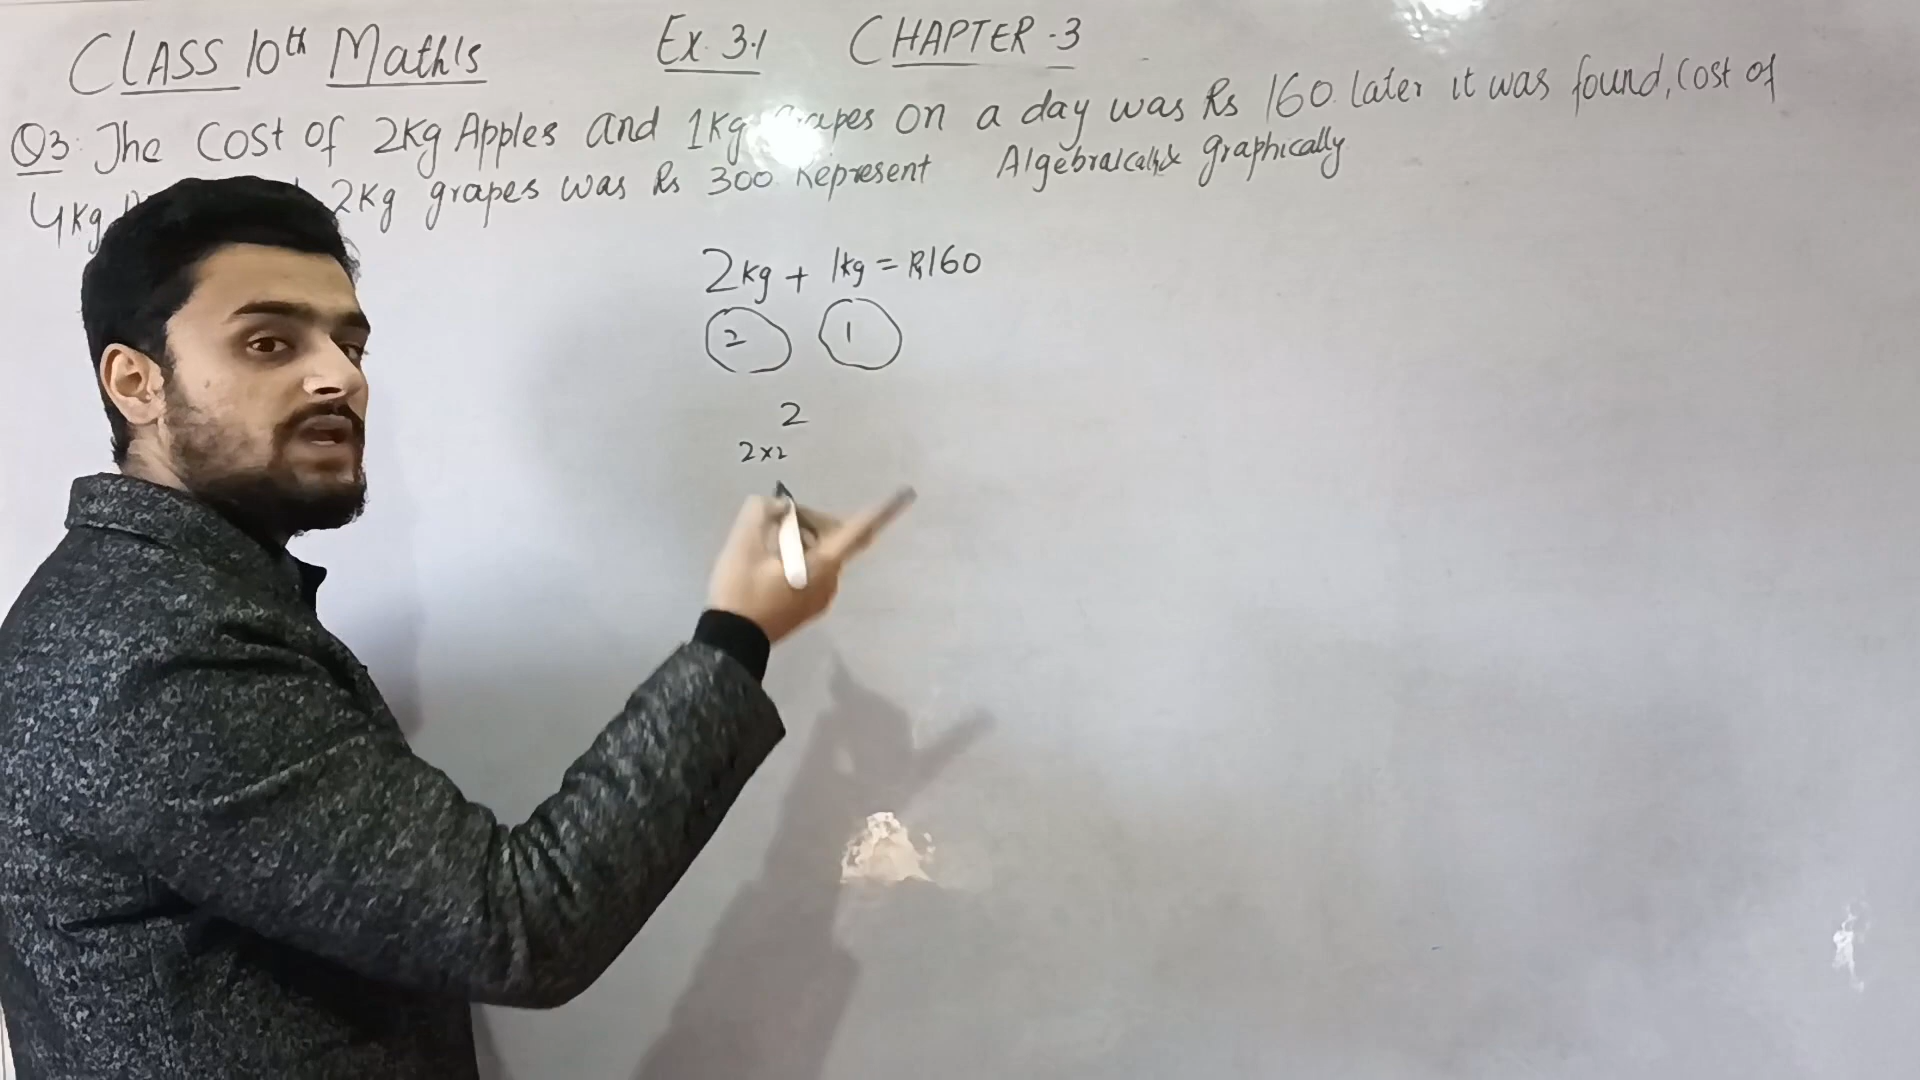 CLASS 10th Math's Ex. 3.1 CHAPTER - 3
Q3: The Cost of 2Kg Apples and 1Kg on a day was Rs 160. later it was found, Cost of
4Kg 2Kg grapes was Rs 300. Represent Algebraically & graphically
2kg + 1kg = Rs160
2 1
2
2×2